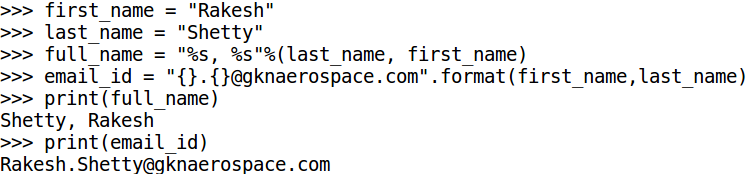 >>> first_name = "Rakesh"
>>> last_name = "Shetty"
>>> full_name = "%s, %s"%(last_name, first_name)
>>> email_id = "{}.{}@gknaerospace.com".format(first_name,last_name)
>>> print(full_name)
Shetty, Rakesh
>>> print(email_id)
Rakesh.Shetty@gknaerospace.com